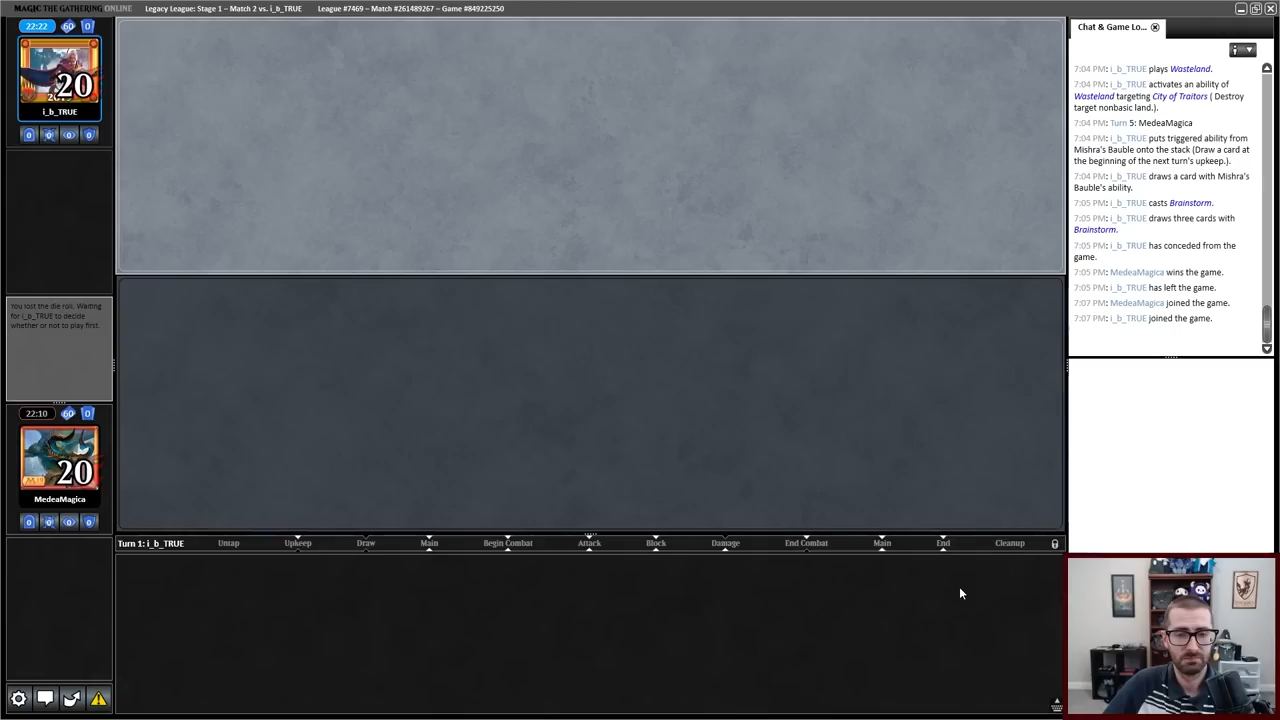 MAGIC THE GATHERING ONLINE Legacy League: Stage 1 – Match 2 vs. i_b_TRUE League #7469 – Match #261489267 – Game #849225250
22:22 60 0
20
i_b_TRUE
0 0 0 0
You lost the die roll. Waiting
for i_b_TRUE to decide
whether or not to play first.
22:10 60 0
20
MedeaMagica
0 0 0 0
Turn 1: i_b_TRUE Untap Upkeep Draw Main Begin Combat Attack Block Damage End Combat Main End Cleanup
Chat & Game Lo...
7:04 PM: i_b_TRUE plays Wasteland.
7:04 PM: i_b_TRUE activates an ability of
Wasteland targeting City of Traitors ( Destroy
target nonbasic land.).
7:04 PM: Turn 5: MedeaMagica
7:04 PM: i_b_TRUE puts triggered ability from
Mishra's Bauble onto the stack (Draw a card at
the beginning of the next turn's upkeep.).
7:04 PM: i_b_TRUE draws a card with Mishra's
Bauble's ability.
7:05 PM: i_b_TRUE casts Brainstorm.
7:05 PM: i_b_TRUE draws three cards with
Brainstorm.
7:05 PM: i_b_TRUE has conceded from the
game.
7:05 PM: MedeaMagica wins the game.
7:05 PM: i_b_TRUE has left the game.
7:07 PM: MedeaMagica joined the game.
7:07 PM: i_b_TRUE joined the game.